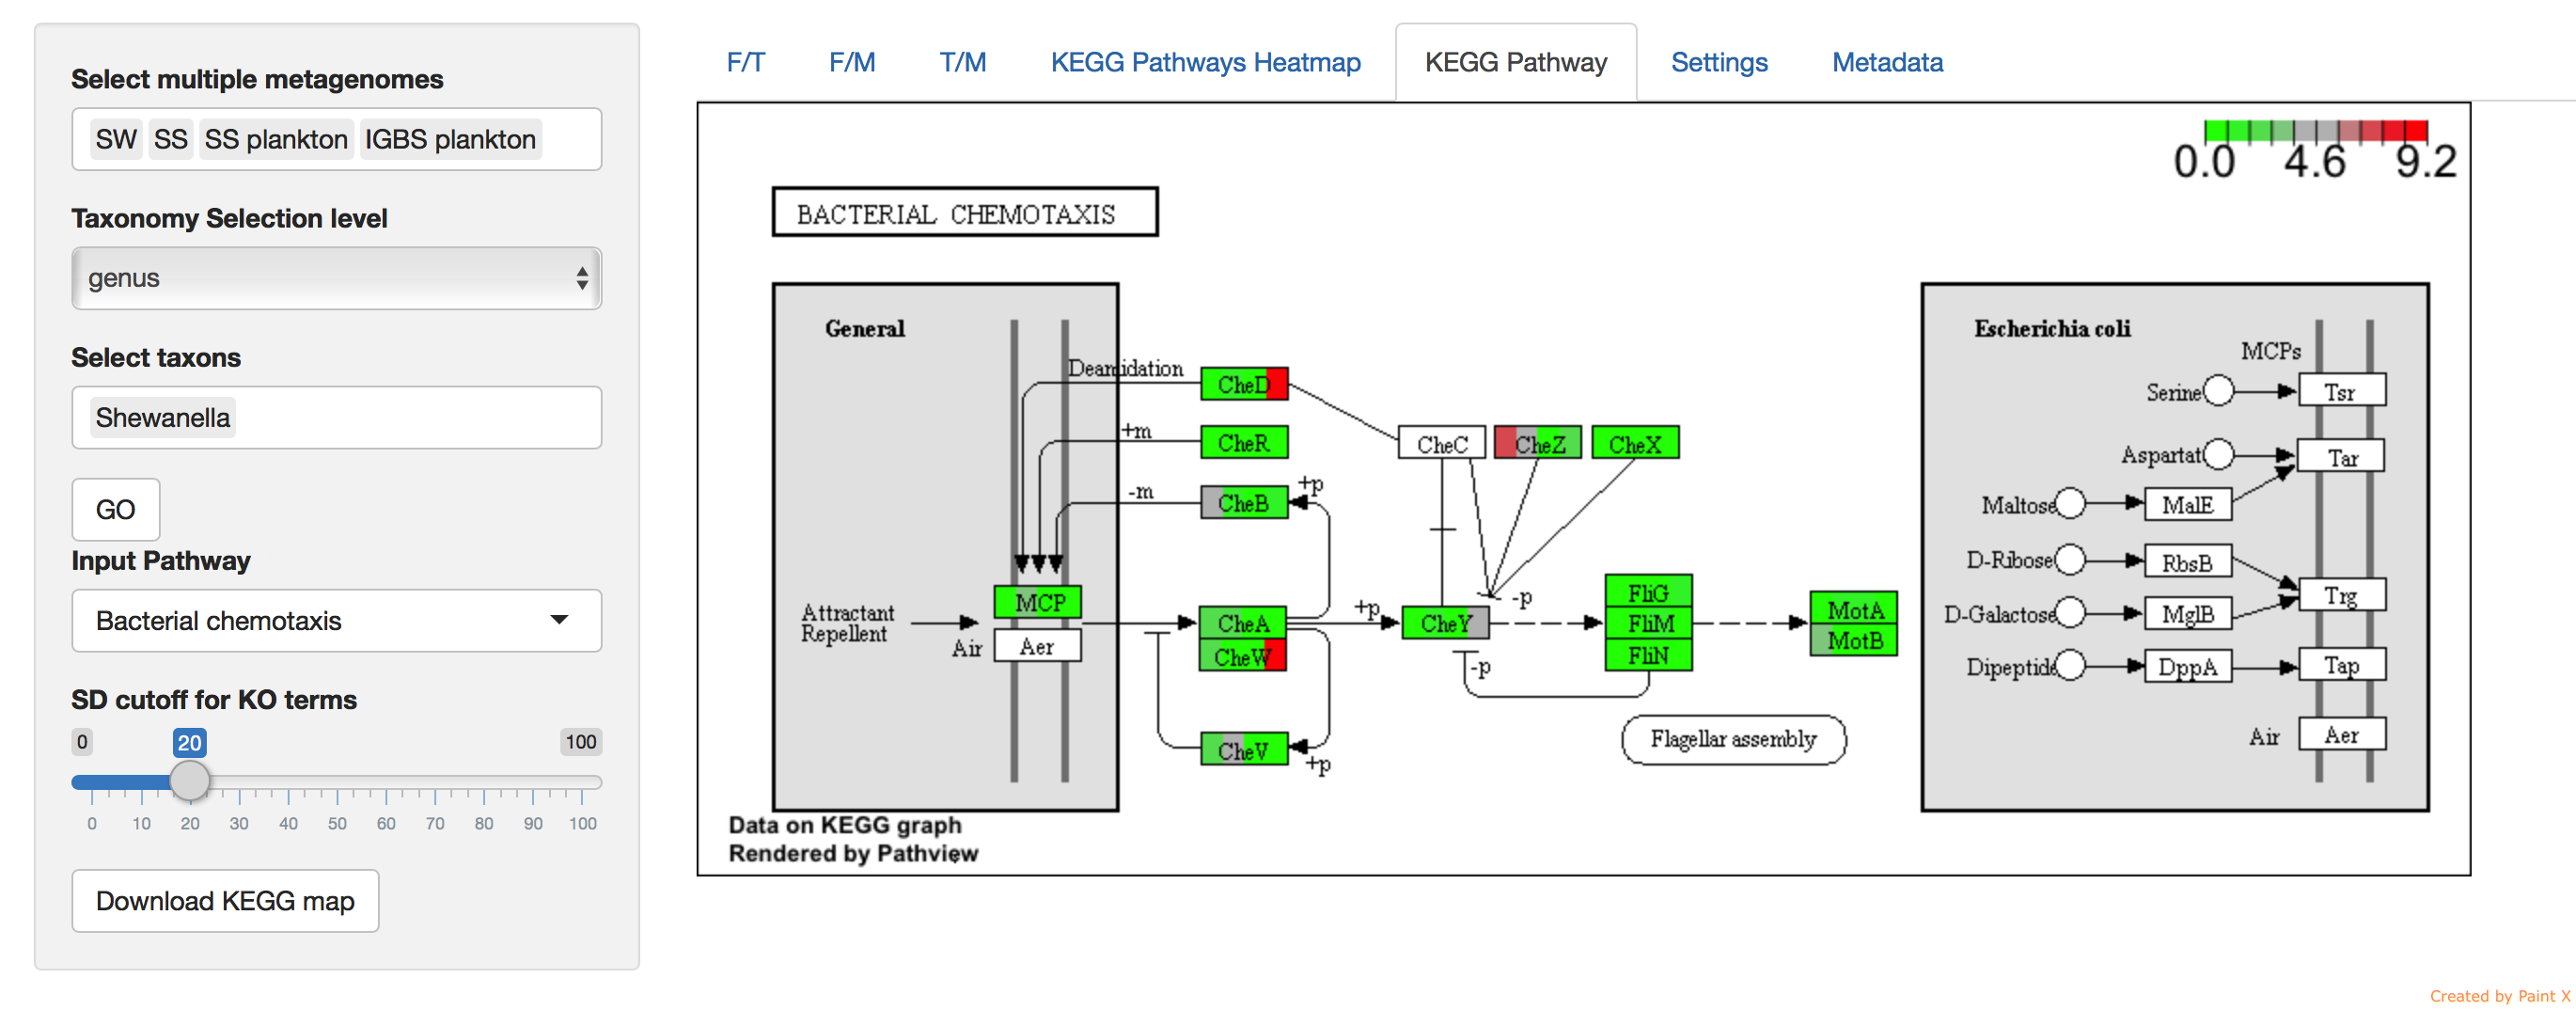 Select multiple metagenomes
SW SS SS plankton IGBS plankton
Taxonomy Selection level
genus
Select taxons
Shewanella
GO
Input Pathway
Bacterial chemotaxis
SD cutoff for KO terms
0 20 100
0 10 20 30 40 50 60 70 80 90 100
Download KEGG map
F/T F/M T/M KEGG Pathways Heatmap KEGG Pathway Settings Metadata
0.0 4.6 9.2
BACTERIAL CHEMOTAXIS
General
Deamidation
CheD
+m
CheR
CheC
CheZ
CheX
-m
CheB
+p
MCP
Attractant
Repellent
Air
Aer
CheA
CheW
+p
CheY
-p
-p
FliG
FliM
FliN
MotA
MotB
CheV
+p
Flagellar assembly
Escherichia coli
MCPs
Serine
Tsr
Aspartat
Tar
Maltose
MalE
D-Ribose
RbsB
Trg
D-Galactose
MglB
Dipeptide
DppA
Tap
Air
Aer
Data on KEGG graph
Rendered by Pathview
Created by Paint X